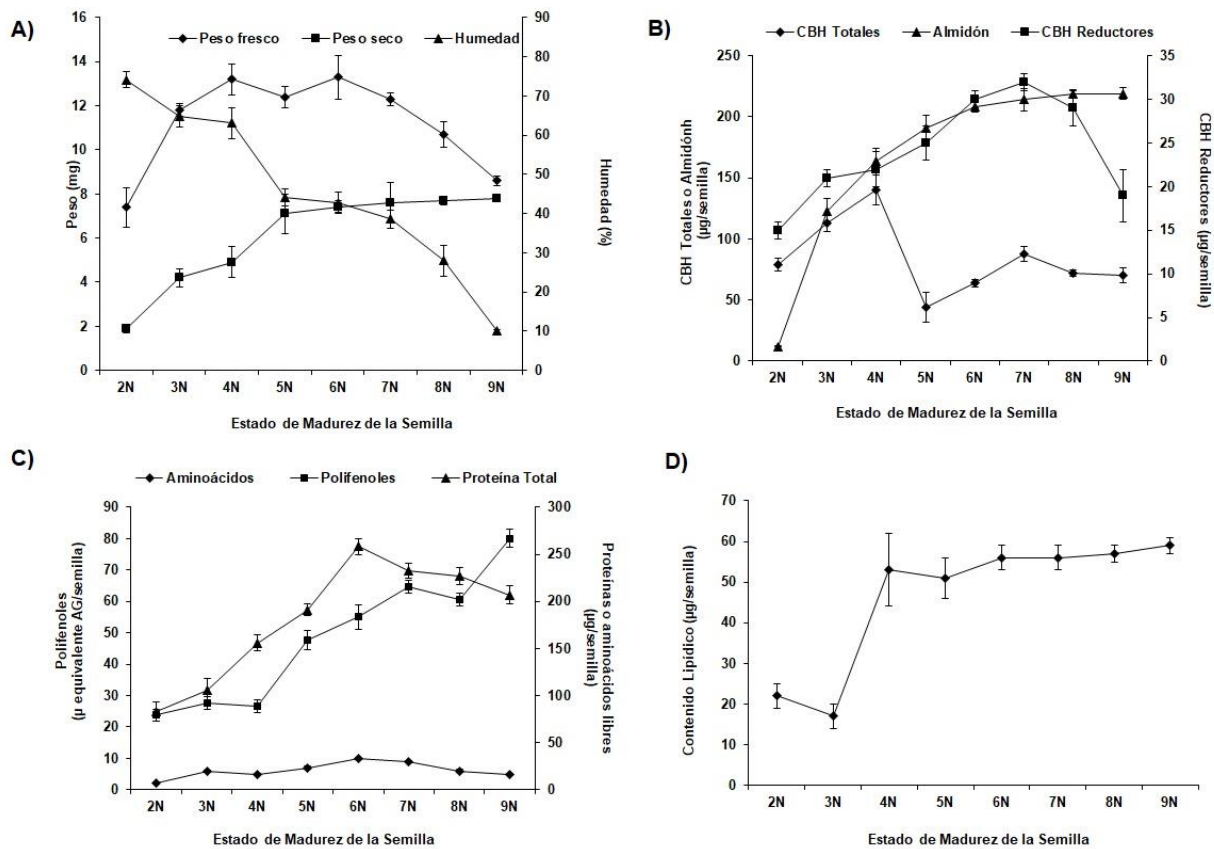 A)
Peso fresco Peso seco Humedad
Peso (mg)
16
14
12
10
8
6
4
2
0
Humedad (%)
90
80
70
60
50
40
30
20
10
0
2N 3N 4N 5N 6N 7N 8N 9N
Estado de Madurez de la Semilla
B)
CBH Totales Almidón CBH Reductores
CBH Totales o Almidónh
(µg/semilla)
250
200
150
100
50
0
CBH Reductores (µg/semilla)
35
30
25
20
15
10
5
0
2N 3N 4N 5N 6N 7N 8N 9N
Estado de Madurez de la Semilla
C)
Aminoácidos Polifenoles Proteína Total
Polifenoles
(µ equivalente AG/semilla)
90
80
70
60
50
40
30
20
10
0
Proteínas o aminoácidos libres
(µg/semilla)
300
250
200
150
100
50
0
2N 3N 4N 5N 6N 7N 8N 9N
Estado de Madurez de la Semilla
D)
Contenido Lipídico (µg/semilla)
70
60
50
40
30
20
10
0
2N 3N 4N 5N 6N 7N 8N 9N
Estado de Madurez de la Semilla